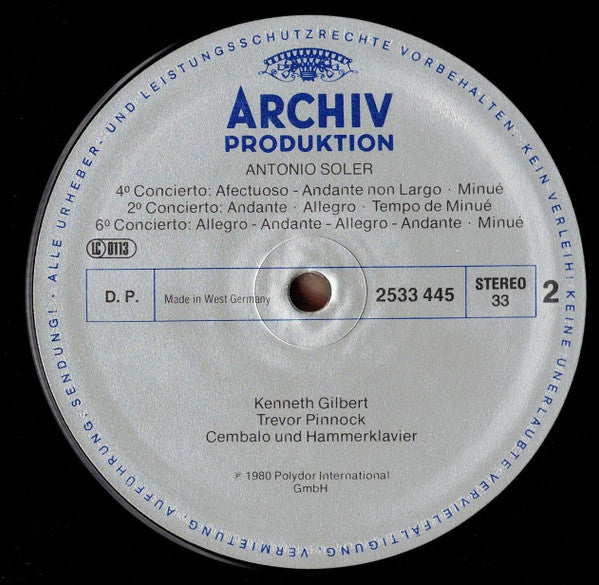 ALLE URHEBER- UND LEISTUNGSSCHUTZRECHTE VORBEHALTEN · KEIN VERLEIH! KEINE UNERLAUBTE VERVIELFÄLTIGUNG, VERMIETUNG, AUFFÜHRUNG, SENDUNG! ·
ARCHIV
PRODUKTION
ANTONIO SOLER
4º Concierto: Afectuoso - Andante non Largo · Minué
2º Concierto: Andante · Allegro · Tempo de Minué
6º Concierto: Allegro - Andante - Allegro - Andante · Minué
LC 0113
D. P. Made in West Germany 2533 445 STEREO 33 2
Kenneth Gilbert
Trevor Pinnock
Cembalo und Hammerklavier
℗ 1980 Polydor International
GmbH